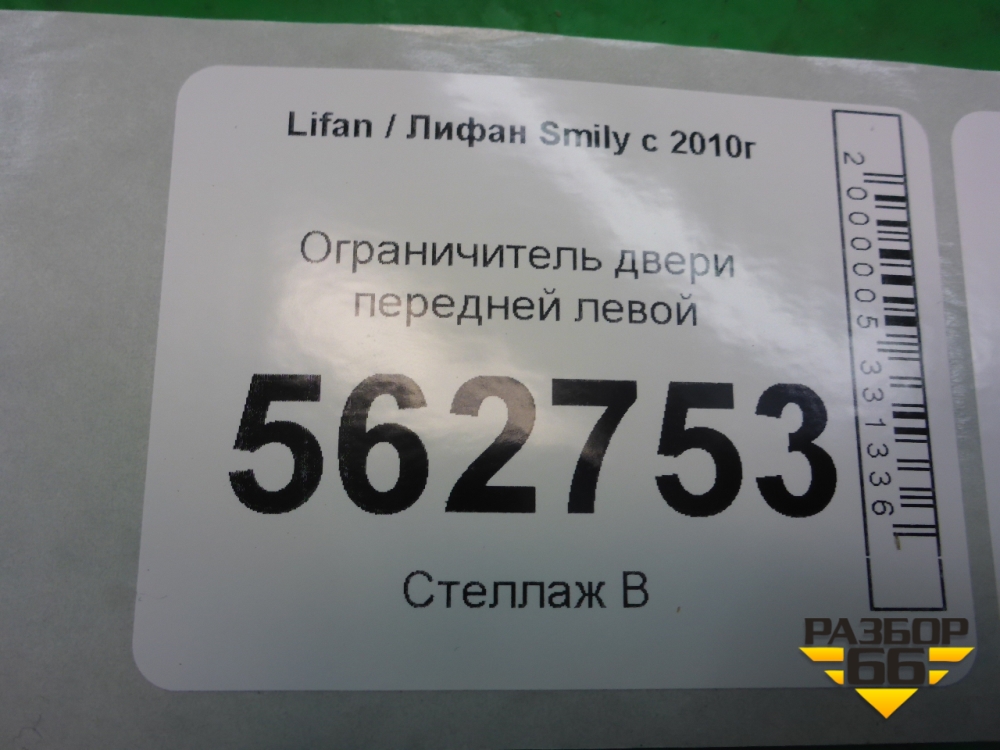 Lifan / Лифан Smily с 2010г
Ограничитель двери
передней левой
562753
Стеллаж В
2000005331336
РАЗБОР
66